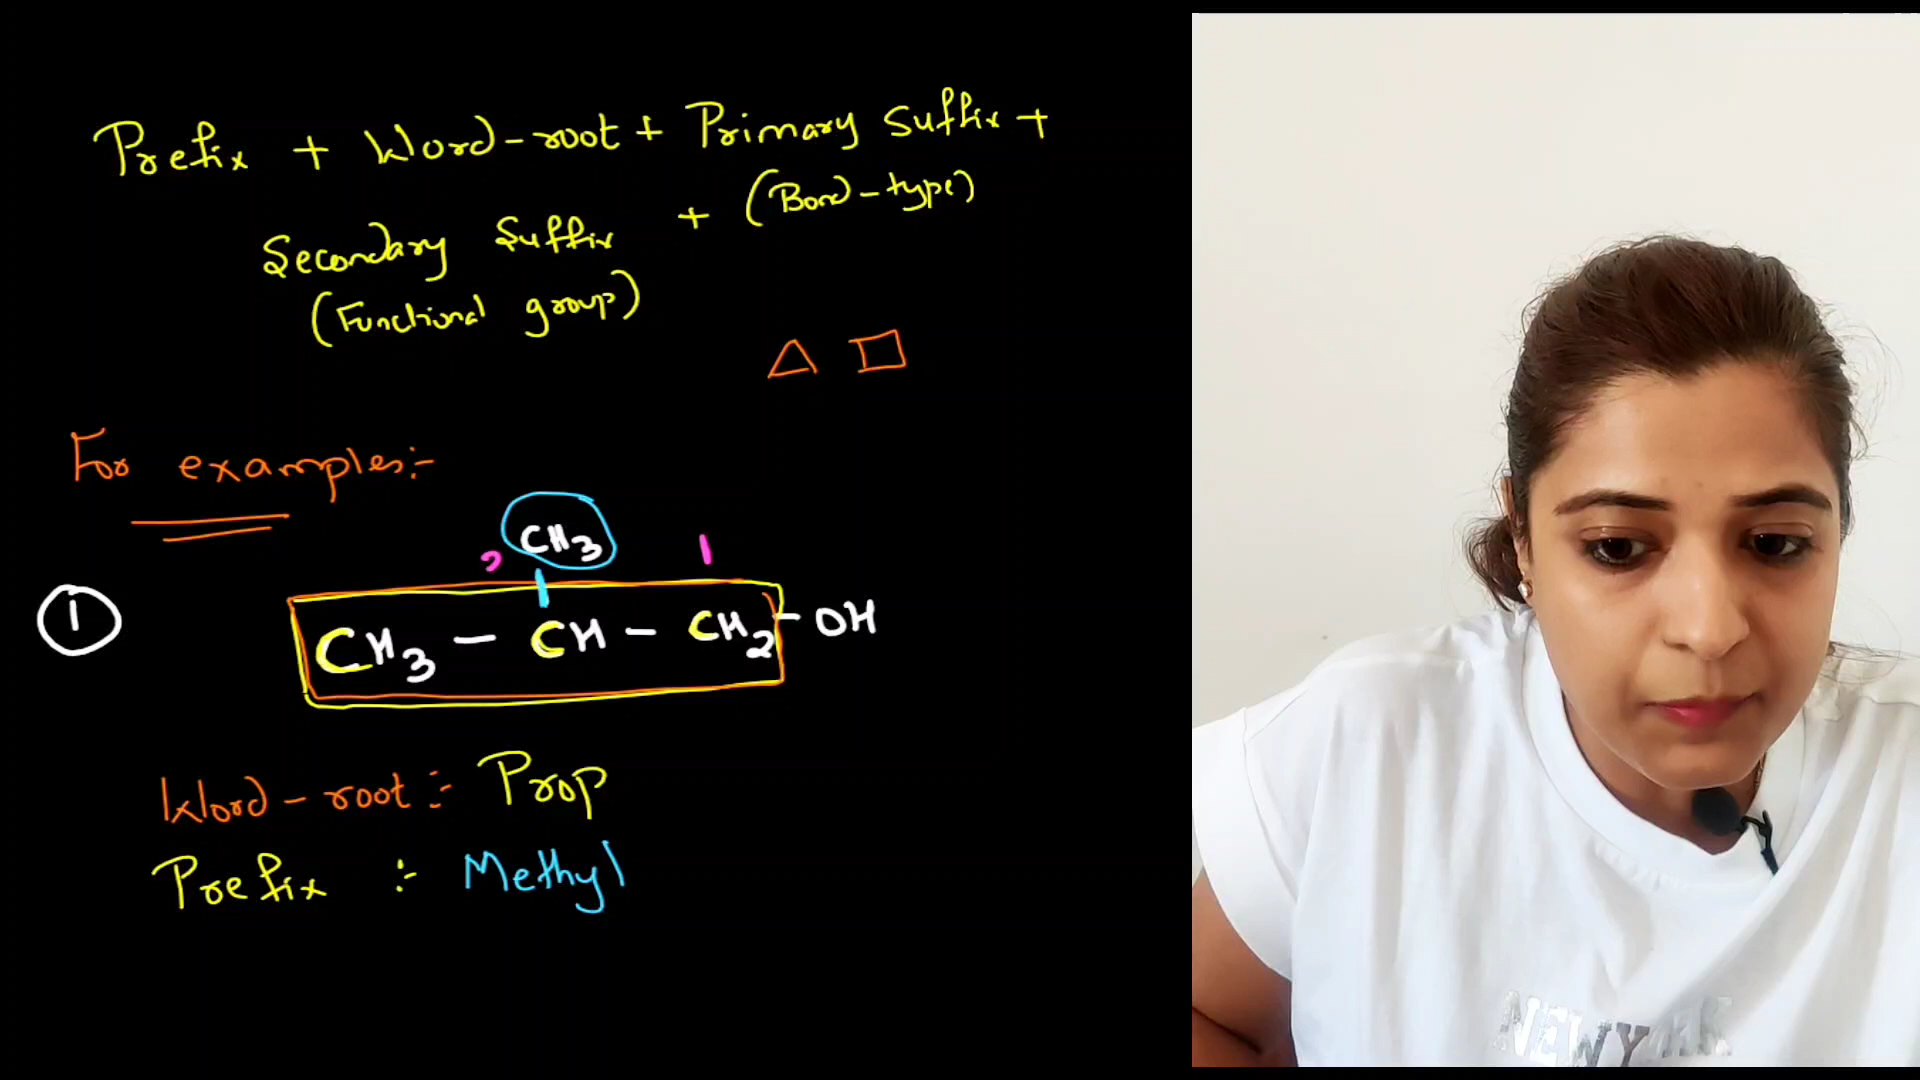 Prefix + Word-root + Primary Suffix +
Secondary Suffix + (Bond-type)
(Functional group)
For examples:-
CH3
2 1
1 CH3 - CH - CH2 - OH
Word-root :- Prop
Prefix :- Methyl
NEW Y